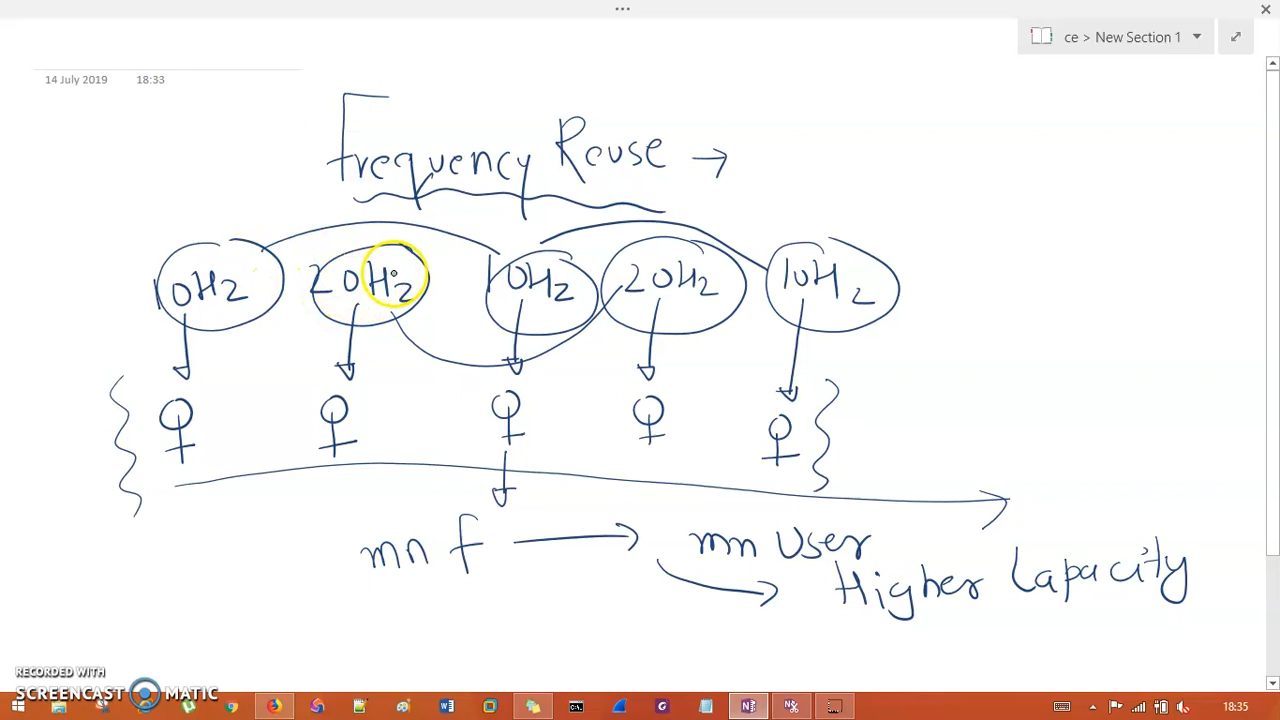 ce > New Section 1
14 July 2019 18:33
Frequency Reuse →
10Hz 20Hz 10Hz 20Hz 10Hz
mn f → mn User
Higher Capacity
RECORDED WITH
SCREENCAST MATIC
18:35